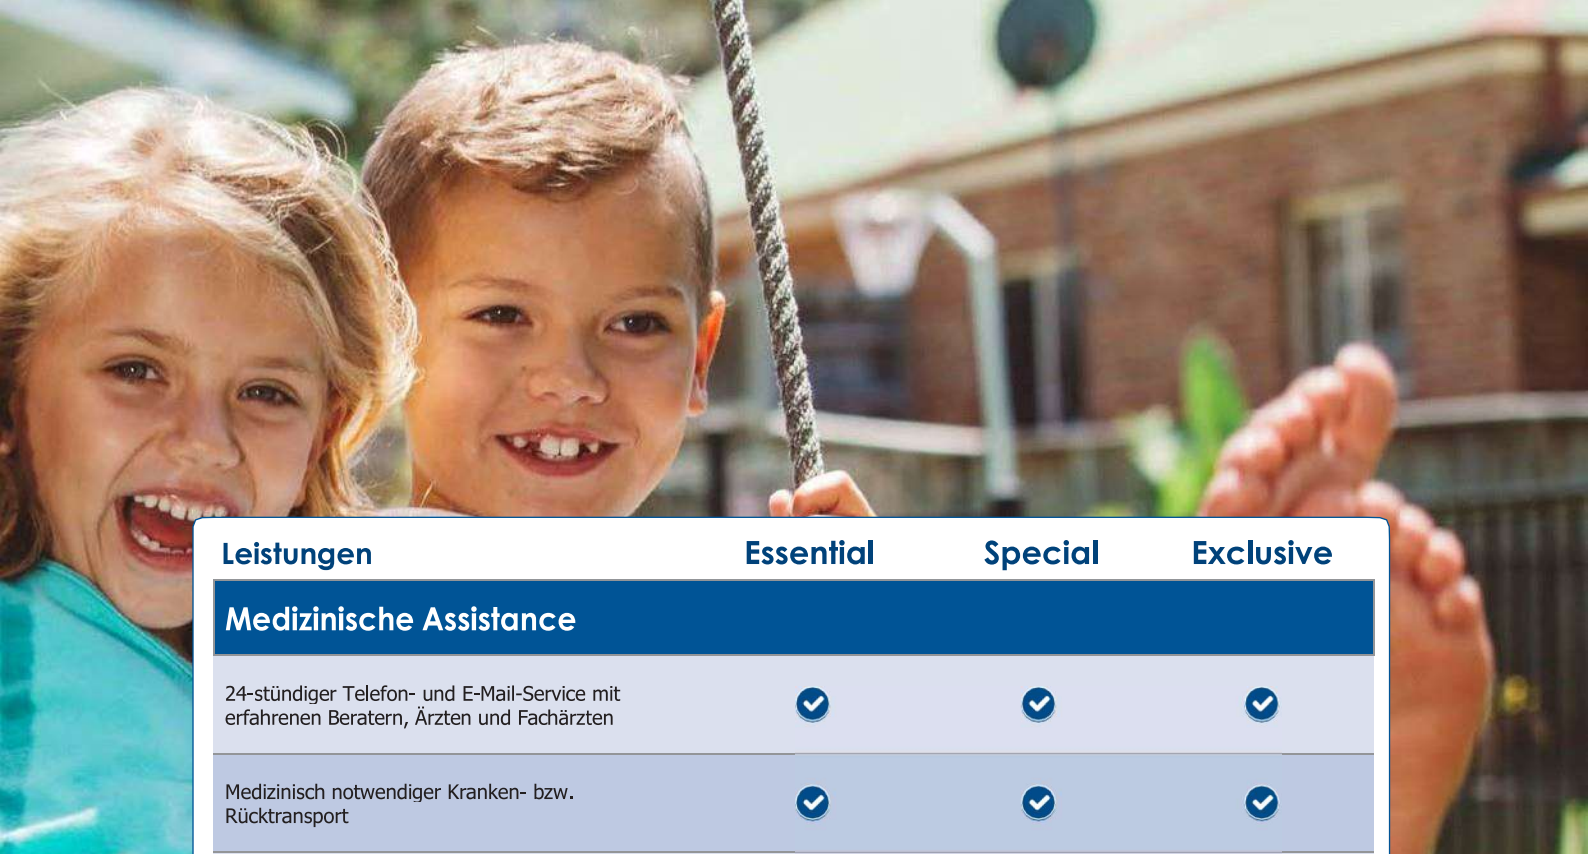 Leistungen Essential Special Exclusive
Medizinische Assistance
24-stündiger Telefon- und E-Mail-Service mit
erfahrenen Beratern, Ärzten und Fachärzten
Medizinisch notwendiger Kranken- bzw.
Rücktransport